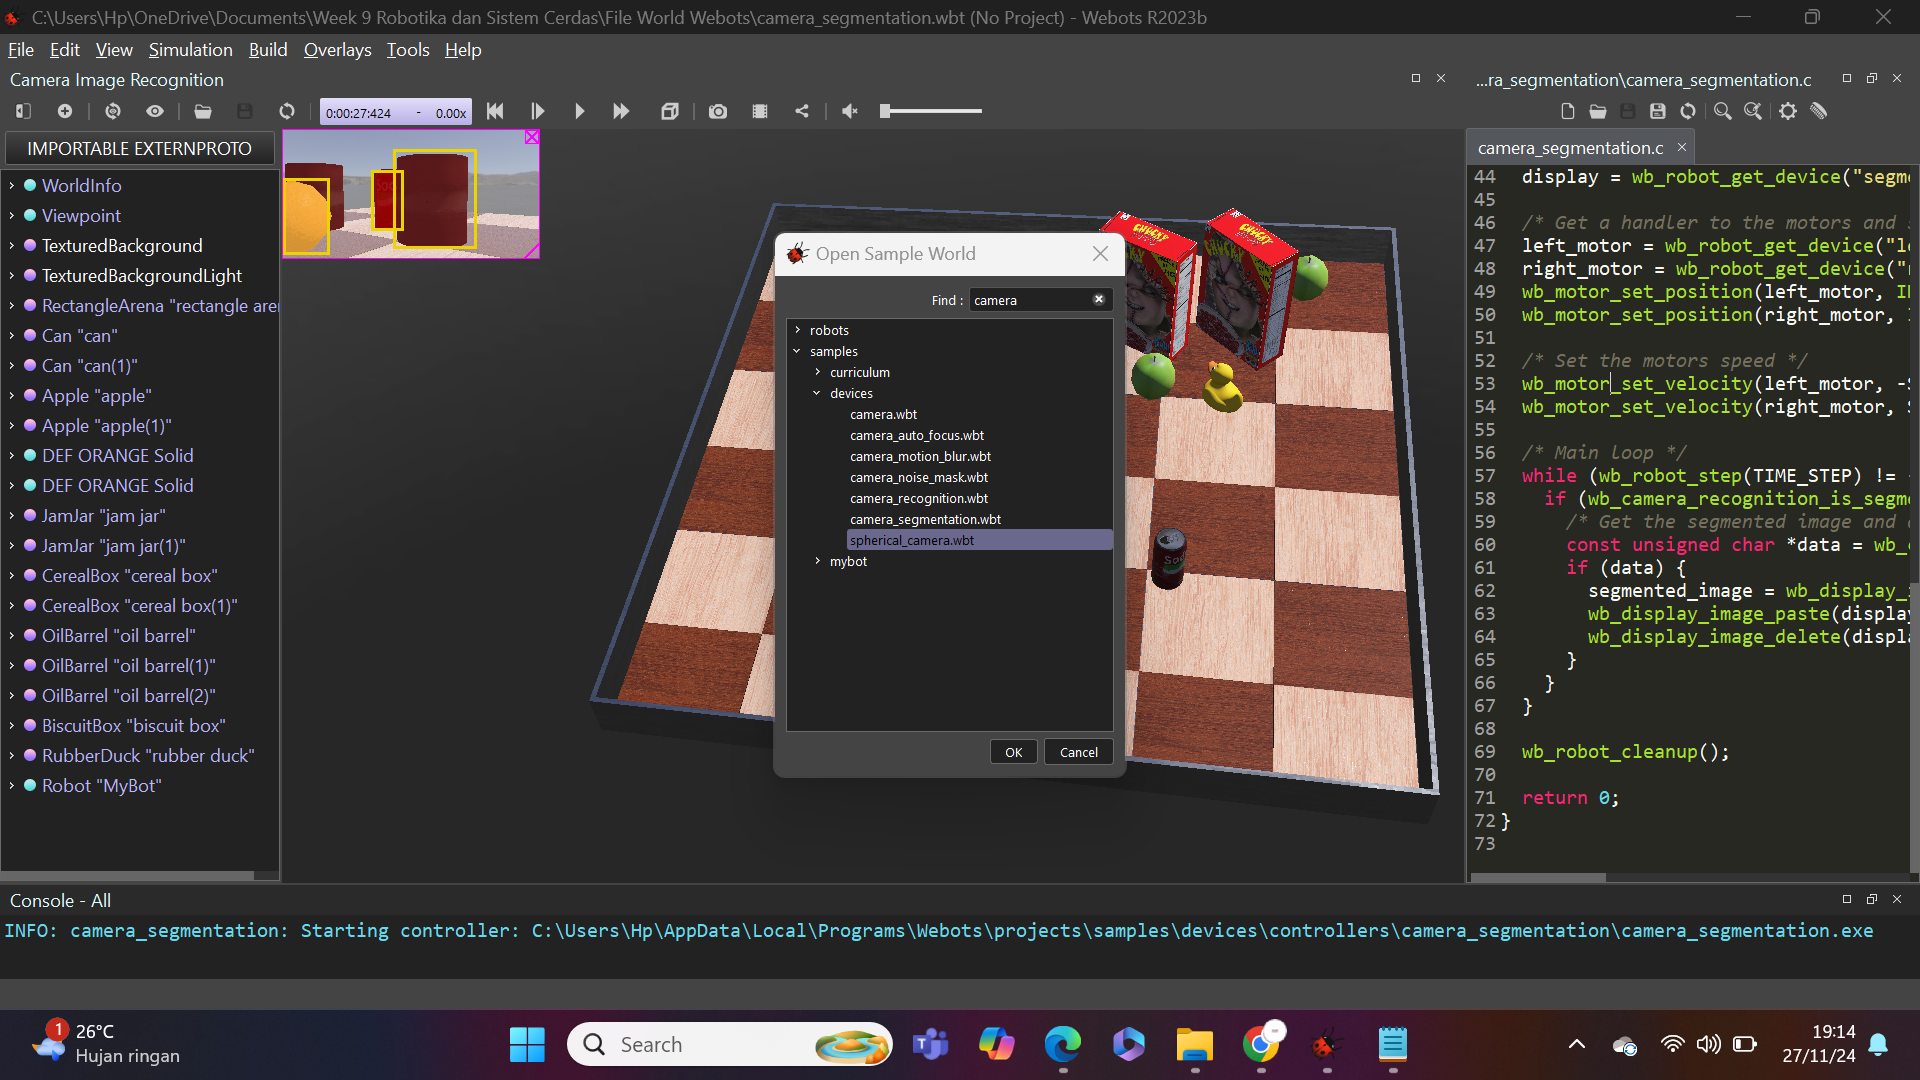 C:\Users\Hp\OneDrive\Documents\Week 9 Robotika dan Sistem Cerdas\File World Webots\camera_segmentation.wbt (No Project) - Webots R2023b
File Edit View Simulation Build Overlays Tools Help
Camera Image Recognition
0:00:27:424 - 0.00x
IMPORTABLE EXTERNPROTO
WorldInfo
Viewpoint
TexturedBackground
TexturedBackgroundLight
RectangleArena "rectangle are
Can "can"
Can "can(1)"
Apple "apple"
Apple "apple(1)"
DEF ORANGE Solid
DEF ORANGE Solid
JamJar "jam jar"
JamJar "jam jar(1)"
CerealBox "cereal box"
CerealBox "cereal box(1)"
OilBarrel "oil barrel"
OilBarrel "oil barrel(1)"
OilBarrel "oil barrel(2)"
BiscuitBox "biscuit box"
RubberDuck "rubber duck"
Robot "MyBot"
Open Sample World
Find : camera
robots
samples
curriculum
devices
camera.wbt
camera_auto_focus.wbt
camera_motion_blur.wbt
camera_noise_mask.wbt
camera_recognition.wbt
camera_segmentation.wbt
spherical_camera.wbt
mybot
OK Cancel
...ra_segmentation\camera_segmentation.c
camera_segmentation.c
44 display = wb_robot_get_device("segm
45
46 /* Get a handler to the motors and s
47 left_motor = wb_robot_get_device("l
48 right_motor = wb_robot_get_device("
49 wb_motor_set_position(left_motor, I
50 wb_motor_set_position(right_motor,
51
52 /* Set the motors speed */
53 wb_motor_set_velocity(left_motor, -
54 wb_motor_set_velocity(right_motor,
55
56 /* Main loop */
57 while (wb_robot_step(TIME_STEP) !=
58 if (wb_camera_recognition_is_segm
59 /* Get the segmented image and
60 const unsigned char *data = wb_
61 if (data) {
62 segmented_image = wb_display_
63 wb_display_image_paste(display
64 wb_display_image_delete(displ
65 }
66 }
67 }
68
69 wb_robot_cleanup();
70
71 return 0;
72 }
73
Console - All
INFO: camera_segmentation: Starting controller: C:\Users\Hp\AppData\Local\Programs\Webots\projects\samples\devices\controllers\camera_segmentation\camera_segmentation.exe
1
26°C
Hujan ringan
Search
19:14
27/11/24